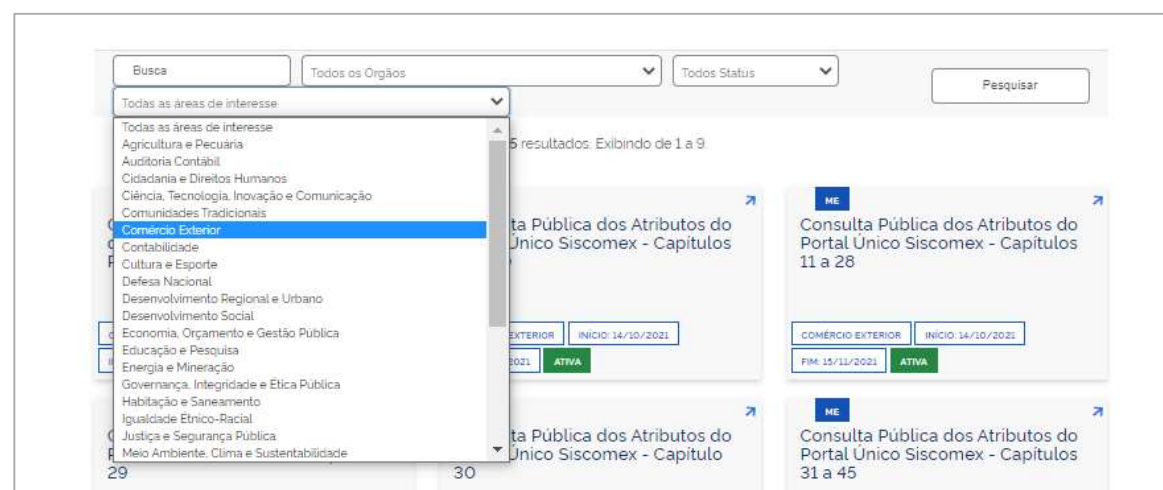 Busca
Todos os Órgãos
Todos Status
Pesquisar
Todas as áreas de interesse
Todas as áreas de interesse
Agricultura e Pecuária
Auditoria Contábil
Cidadania e Direitos Humanos
Ciência, Tecnologia, Inovação e Comunicação
Comunidades Tradicionais
Comércio Exterior
Contabilidade
Cultura e Esporte
Defesa Nacional
Desenvolvimento Regional e Urbano
Desenvolvimento Social
Economia, Orçamento e Gestão Pública
Educação e Pesquisa
Energia e Mineração
Governança, Integridade e Ética Pública
Habitação e Saneamento
Igualdade Étnico-Racial
Justiça e Segurança Pública
Meio Ambiente, Clima e Sustentabilidade
5 resultados. Exibindo de 1 a 9.
ta Pública dos Atributos do
Único Siscomex - Capítulos
EXTERIOR
INÍCIO: 14/10/2021
2021
ATIVA
ME
Consulta Pública dos Atributos do
Portal Único Siscomex - Capítulos
11 a 28
COMÉRCIO EXTERIOR
INÍCIO: 14/10/2021
FIM: 15/11/2021
ATIVA
29
ta Pública dos Atributos do
Único Siscomex - Capítulo
30
ME
Consulta Pública dos Atributos do
Portal Único Siscomex - Capítulos
31 a 45